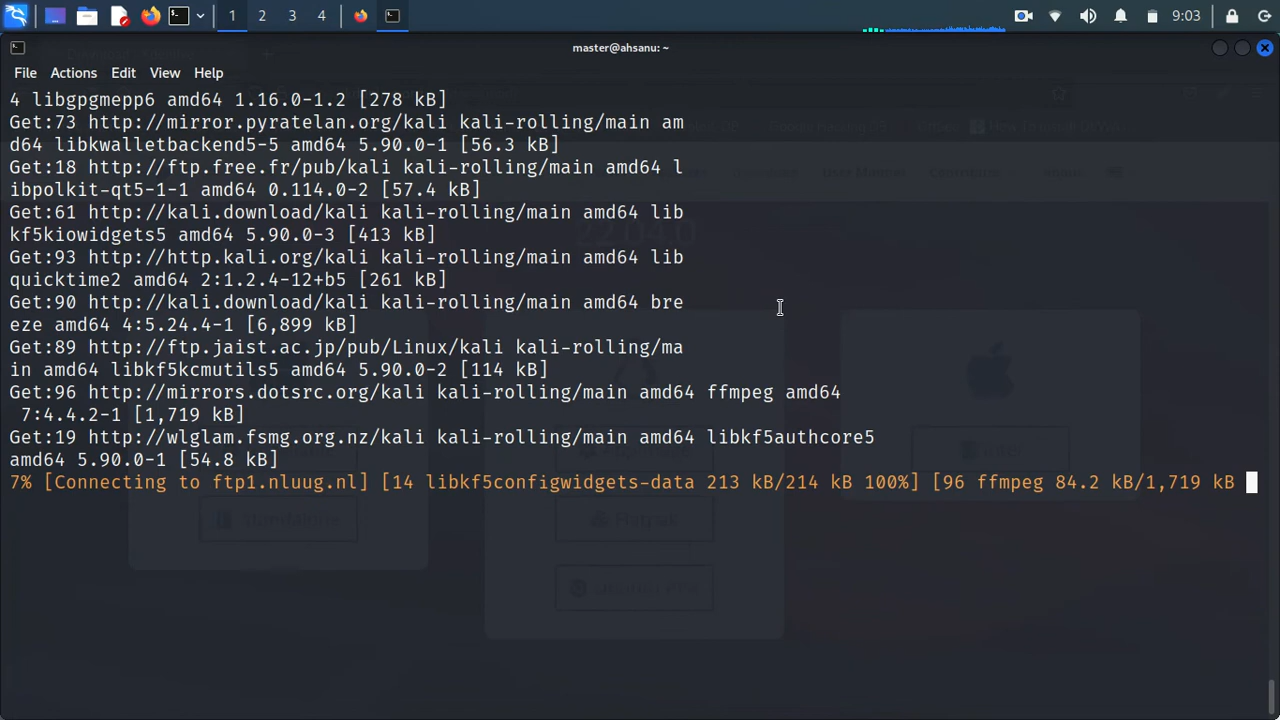 1
2
3
4
9:03
master@ahsanu: ~
File Actions Edit View Help
4 libgpgmepp6 amd64 1.16.0-1.2 [278 kB]
Get:73 http://mirror.pyratelan.org/kali kali-rolling/main am
d64 libkwalletbackend5-5 amd64 5.90.0-1 [56.3 kB]
Get:18 http://ftp.free.fr/pub/kali kali-rolling/main amd64 l
ibpolkit-qt5-1-1 amd64 0.114.0-2 [57.4 kB]
Get:61 http://kali.download/kali kali-rolling/main amd64 lib
kf5kiowidgets5 amd64 5.90.0-3 [413 kB]
Get:93 http://http.kali.org/kali kali-rolling/main amd64 lib
quicktime2 amd64 2:1.2.4-12+b5 [261 kB]
Get:90 http://kali.download/kali kali-rolling/main amd64 bre
eze amd64 4:5.24.4-1 [6,899 kB]
Get:89 http://ftp.jaist.ac.jp/pub/Linux/kali kali-rolling/ma
in amd64 libkf5kcmutils5 amd64 5.90.0-2 [114 kB]
Get:96 http://mirrors.dotsrc.org/kali kali-rolling/main amd64 ffmpeg amd64
7:4.4.2-1 [1,719 kB]
Get:19 http://wlglam.fsmg.org.nz/kali kali-rolling/main amd64 libkf5authcore5
amd64 5.90.0-1 [54.8 kB]
7% [Connecting to ftp1.nluug.nl] [14 libkf5configwidgets-data 213 kB/214 kB 100%] [96 ffmpeg 84.2 kB/1,719 kB